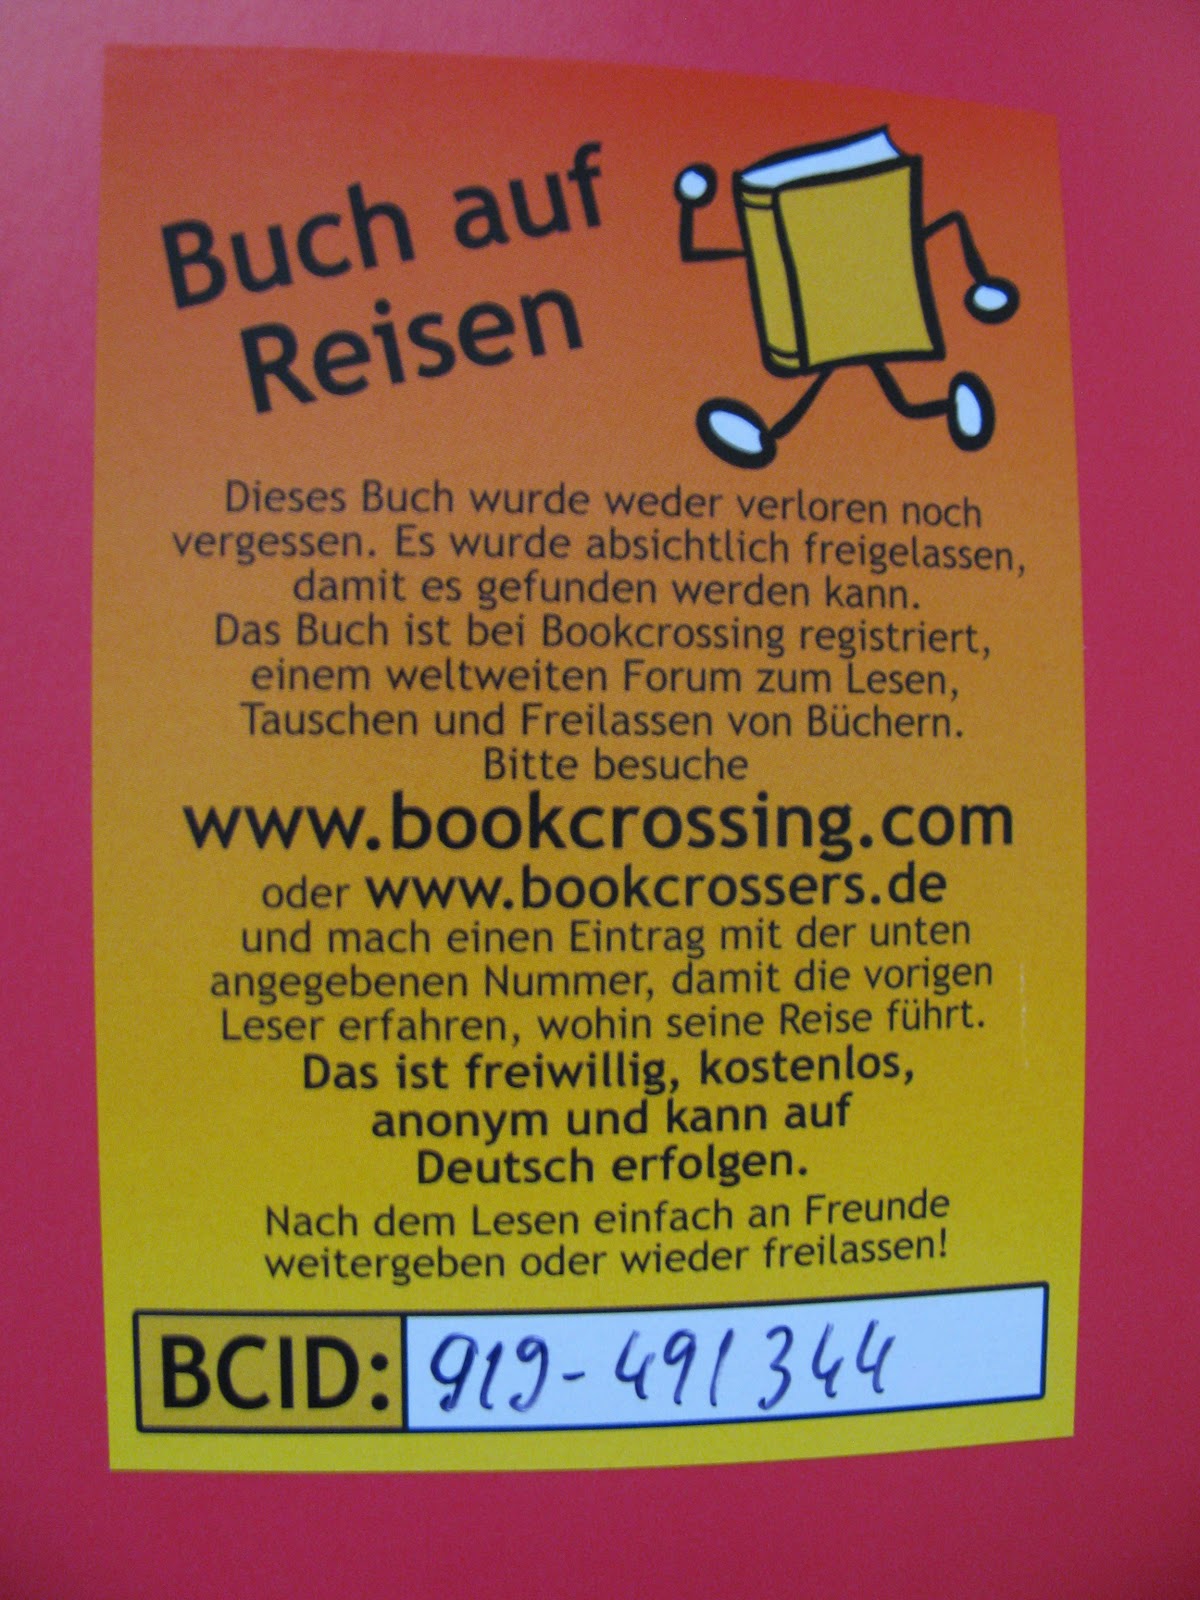 Buch auf
Reisen
Dieses Buch wurde weder verloren noch
vergessen. Es wurde absichtlich freigelassen,
damit es gefunden werden kann.
Das Buch ist bei Bookcrossing registriert,
einem weltweiten Forum zum Lesen,
Tauschen und Freilassen von Büchern.
Bitte besuche
www.bookcrossing.com
oder www.bookcrossers.de
und mach einen Eintrag mit der unten
angegebenen Nummer, damit die vorigen
Leser erfahren, wohin seine Reise führt.
Das ist freiwillig, kostenlos,
anonym und kann auf
Deutsch erfolgen.
Nach dem Lesen einfach an Freunde
weitergeben oder wieder freilassen!
BCID: 919-491344